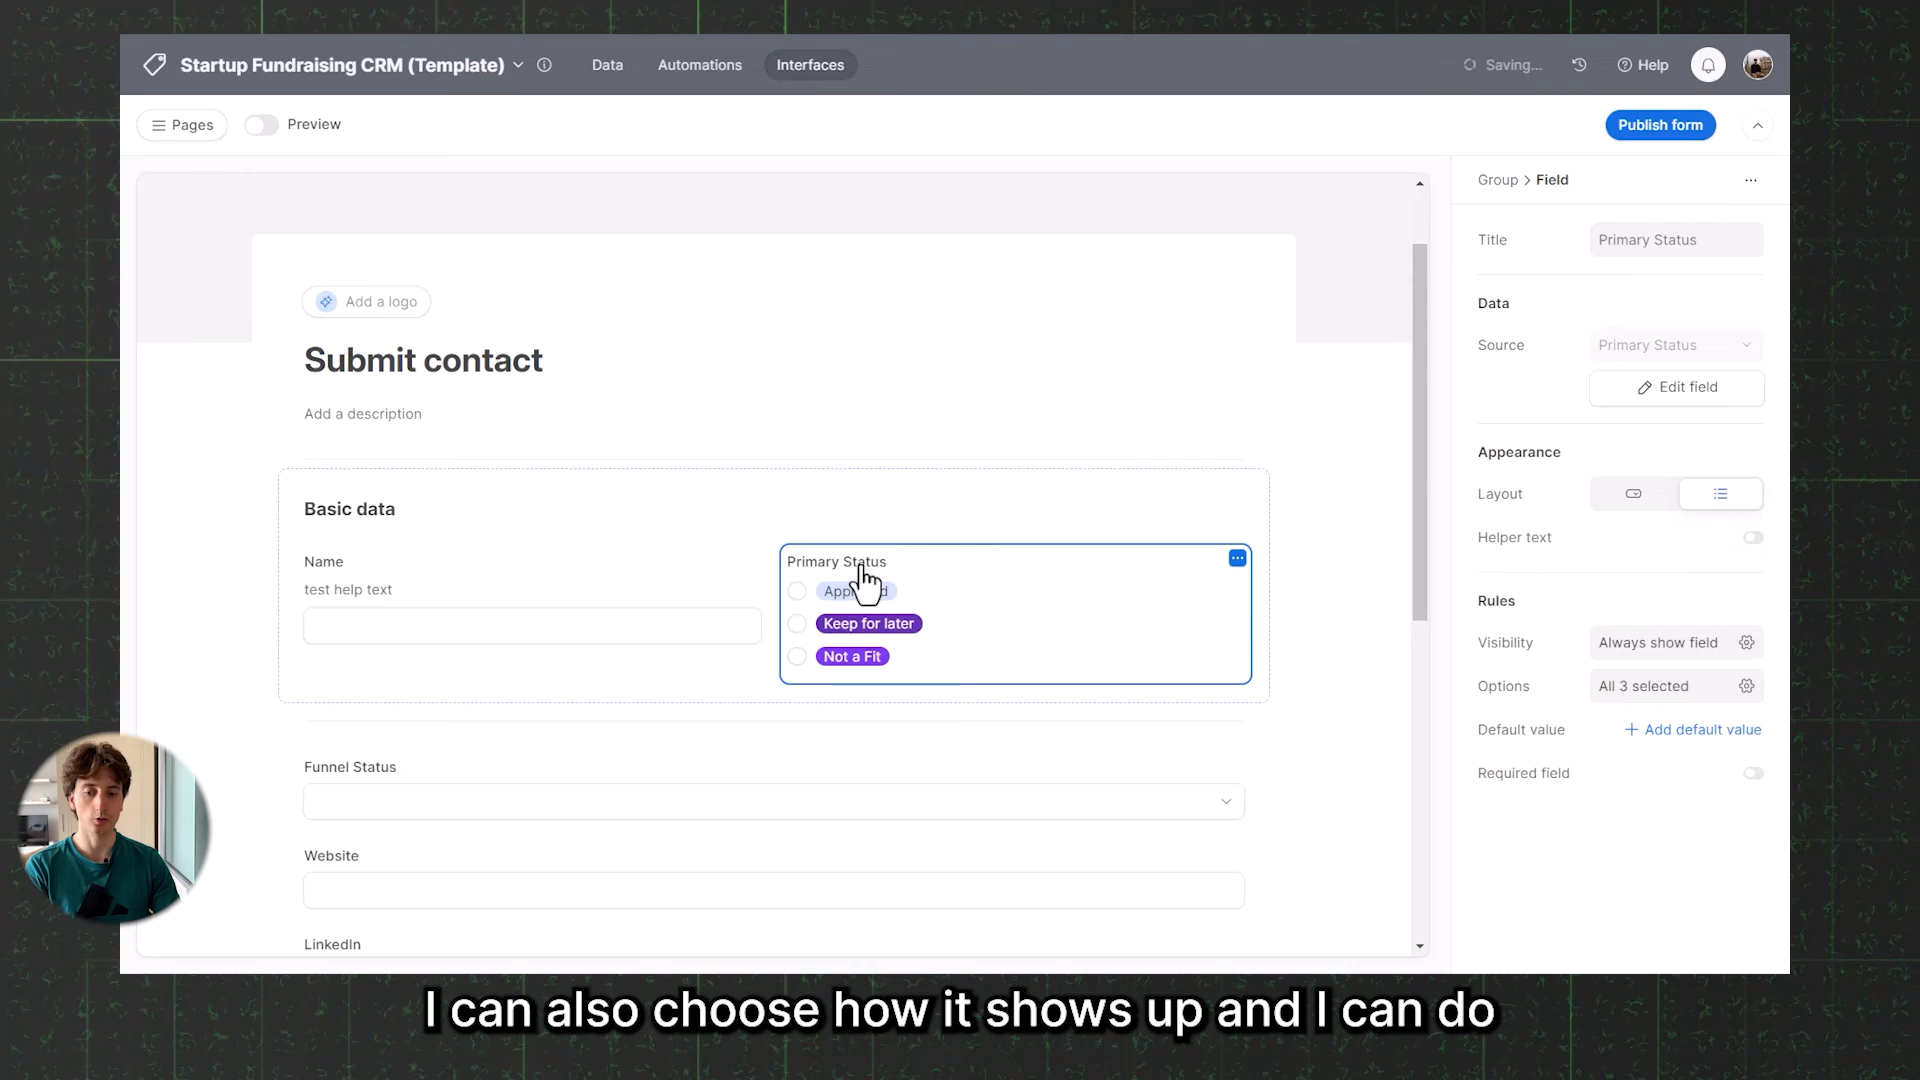 Startup Fundraising CRM (Template)
Data
Automations
Interfaces
Saving...
Help
Pages
Preview
Publish form
Group > Field
Title
Primary Status
Data
Source
Primary Status
Edit field
Appearance
Layout
Helper text
Rules
Visibility
Always show field
Options
All 3 selected
Default value
+ Add default value
Required field
Add a logo
Submit contact
Add a description
Basic data
Name
test help text
Primary Status
Keep for later
Not a Fit
Funnel Status
Website
LinkedIn
I can also choose how it shows up and I can do